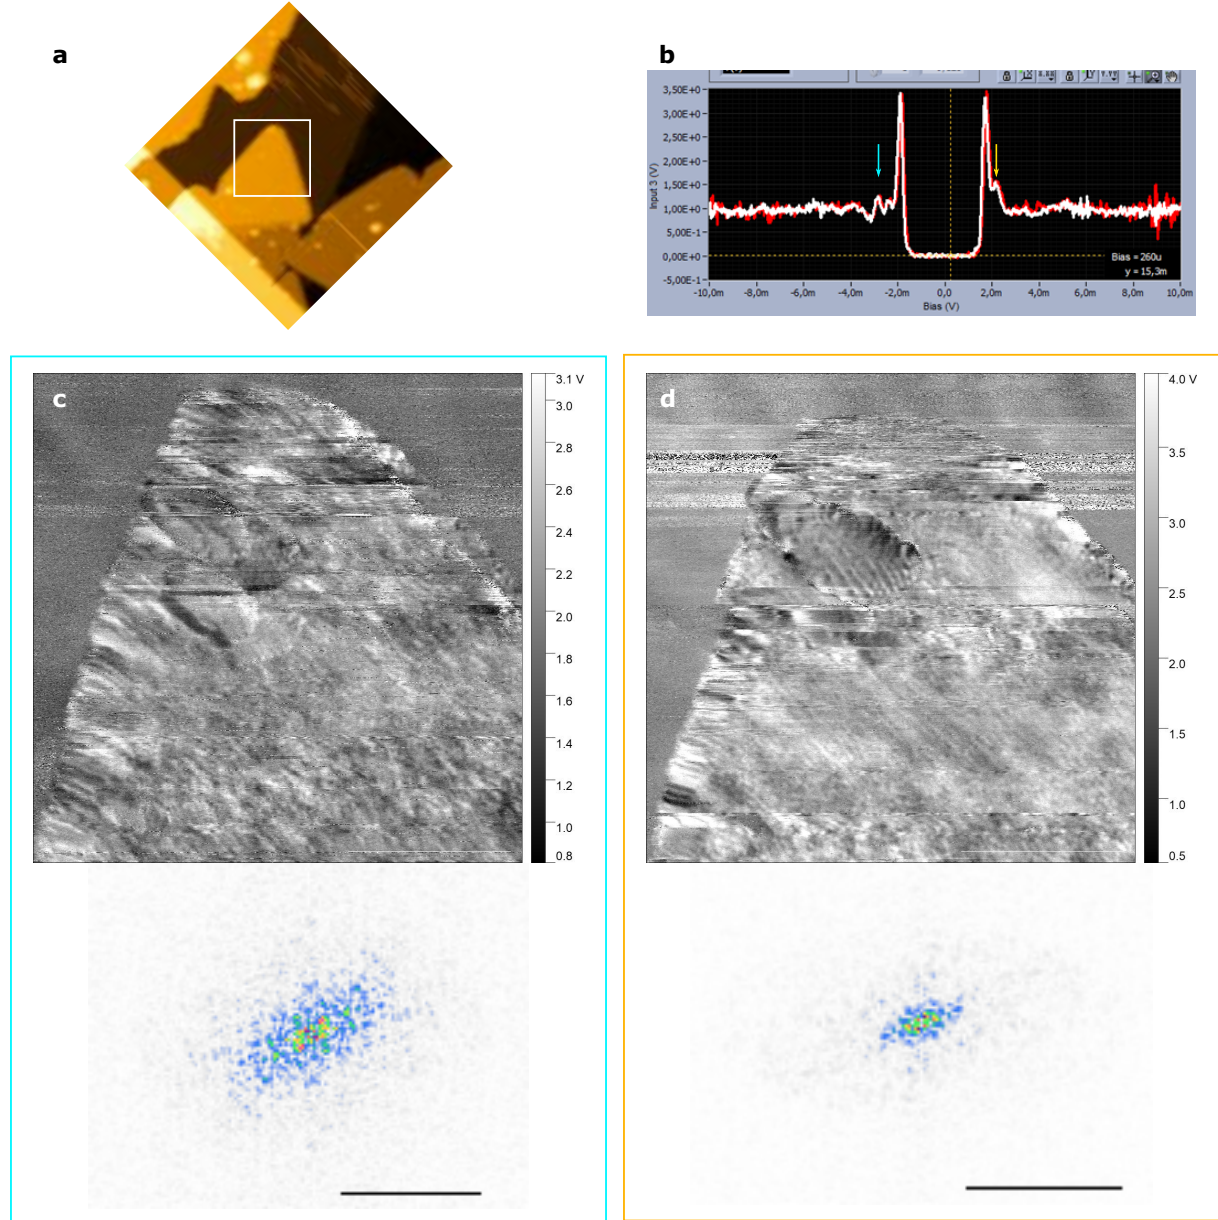 a
b
3,50E+0
3,00E+0
2,50E+0
2,00E+0
1,50E+0
1,00E+0
5,00E-1
0,00E+0
-5,00E-1
Input 3 (V)
Bias = 260u
y = 15,3m
-10,0m -8,0m -6,0m -4,0m -2,0m 0,0 2,0m 4,0m 6,0m 8,0m 10,0m
Bias (V)
c
3.1 V
3.0
2.8
2.6
2.4
2.2
2.0
1.8
1.6
1.4
1.2
1.0
0.8
d
4.0 V
3.5
3.0
2.5
2.0
1.5
1.0
0.5